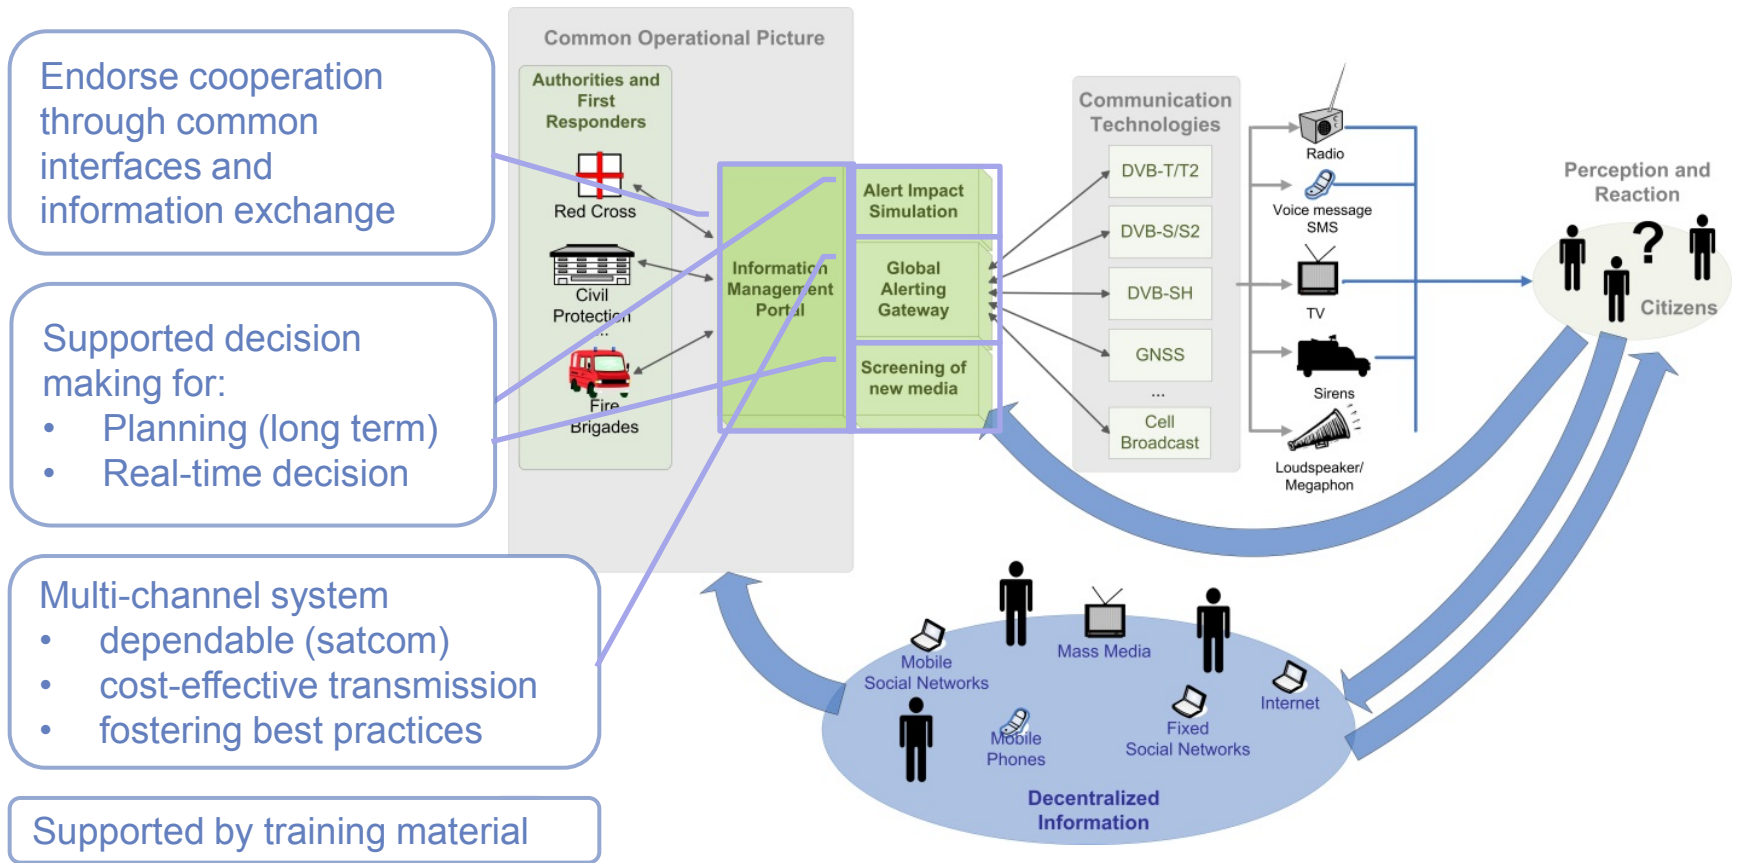 Endorse cooperation
through common
interfaces and
information exchange
Supported decision
making for:
• Planning (long term)
• Real-time decision
Multi-channel system
• dependable (satcom)
• cost-effective transmission
• fostering best practices
Supported by training material
Common Operational Picture
Authorities and
First
Responders
Red Cross
Civil
Protection
...
Fire
Brigades
Information
Management
Portal
Alert Impact
Simulation
Global
Alerting
Gateway
Screening of
new media
Communication
Technologies
DVB-T/T2
DVB-S/S2
DVB-SH
GNSS
...
Cell
Broadcast
Radio
Voice message
SMS
TV
Sirens
Loudspeaker/
Megaphon
Perception and
Reaction
?
Citizens
Mobile
Social Networks
Mass Media
Internet
Mobile
Phones
Fixed
Social Networks
Decentralized
Information